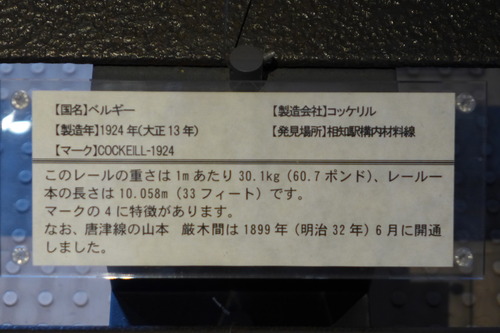 【国名】ベルギー 【製造会社】コッケリル
【製造年】1924年(大正13年) 【発見場所】相知駅構内材料線
【マーク】COCKEILL-1924
このレールの重さは1mあたり30.1kg(60.7ポンド)、レール一
本の長さは10.058m(33フィート)です。
マークの4に特徴があります。
なお、唐津線の山本 厳木間は1899年(明治32年)6月に開通
しました。